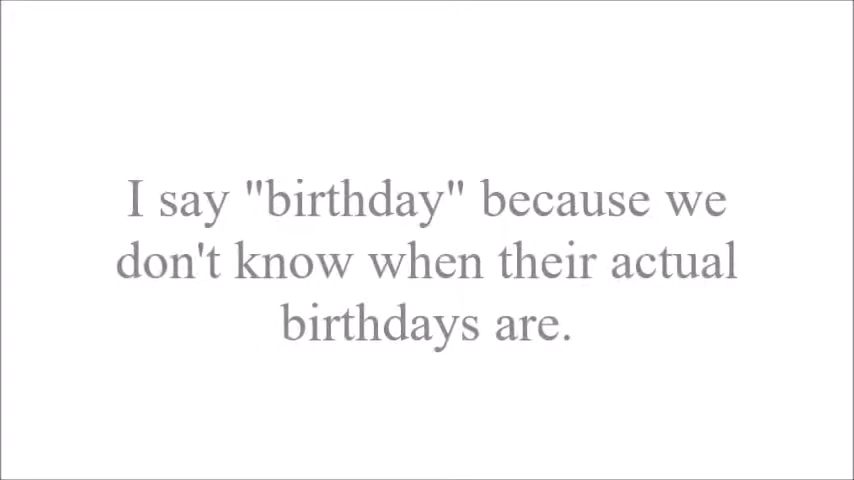 I say "birthday" because we
don't know when their actual
birthdays are.